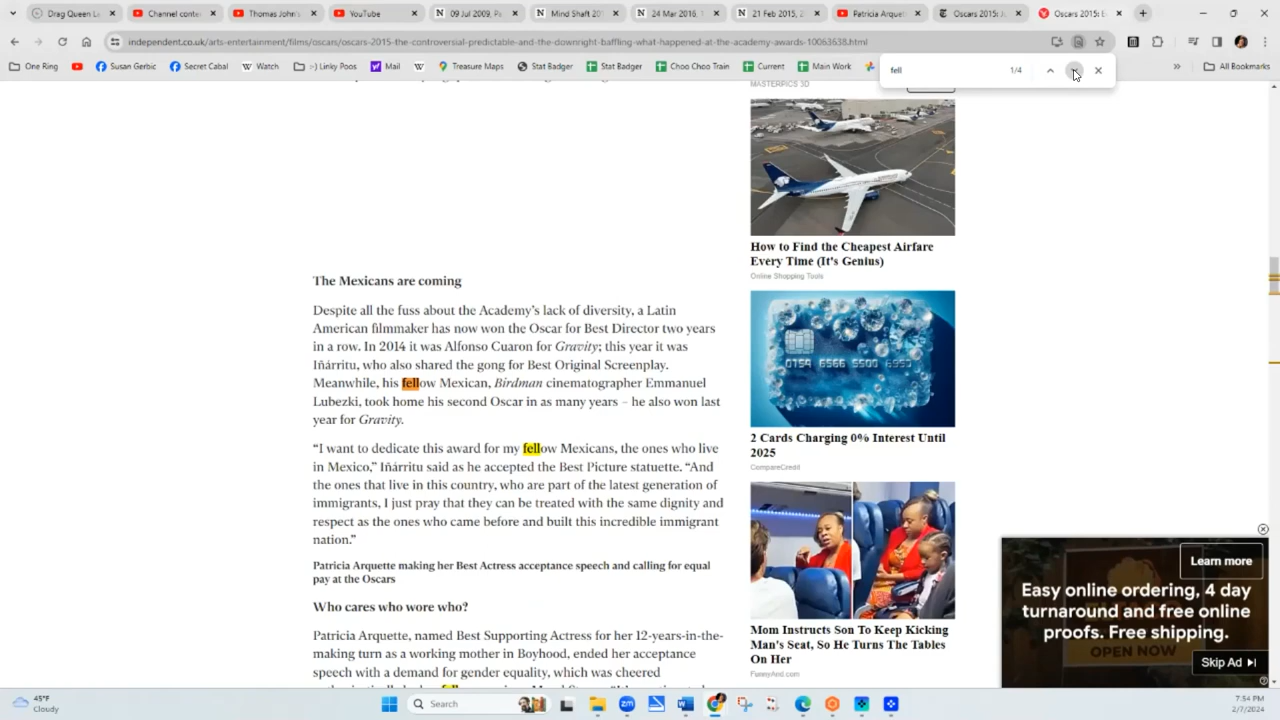 Drag Queen L
Channel conte
Thomas John's
YouTube
09 Jul 2009, Pa
Mind Shaft 20
24 Mar 2016, 1
21 Feb 2015, 2
Patricia Arquett
Oscars 2015: J
Oscars 2015: E
independent.co.uk/arts-entertainment/films/oscars/oscars-2015-the-controversial-predictable-and-the-downright-baffling-what-happened-at-the-academy-awards-10063638.html
One Ring
Susan Gerbic
Secret Cabal
Watch
:-) Linky Poos
Mail
Treasure Maps
Stat Badger
Stat Badger
Choo Choo Train
Current
Main Work
All Bookmarks
fell
1/4
MASTERPICS 3D
How to Find the Cheapest Airfare
Every Time (It's Genius)
Online Shopping Tools
The Mexicans are coming
Despite all the fuss about the Academy's lack of diversity, a Latin
American filmmaker has now won the Oscar for Best Director two years
in a row. In 2014 it was Alfonso Cuaron for Gravity; this year it was
Iñárritu, who also shared the gong for Best Original Screenplay.
Meanwhile, his fellow Mexican, Birdman cinematographer Emmanuel
Lubezki, took home his second Oscar in as many years – he also won last
year for Gravity.
“I want to dedicate this award for my fellow Mexicans, the ones who live
in Mexico,” Iñárritu said as he accepted the Best Picture statuette. “And
the ones that live in this country, who are part of the latest generation of
immigrants, I just pray that they can be treated with the same dignity and
respect as the ones who came before and built this incredible immigrant
nation.”
Patricia Arquette making her Best Actress acceptance speech and calling for equal
pay at the Oscars
Who cares who wore who?
Patricia Arquette, named Best Supporting Actress for her 12-years-in-the-
making turn as a working mother in Boyhood, ended her acceptance
speech with a demand for gender equality, which was cheered
2 Cards Charging 0% Interest Until
2025
CompareCredit
Mom Instructs Son To Keep Kicking
Man's Seat, So He Turns The Tables
On Her
FunnyAnd.com
Learn more
Easy online ordering, 4 day
turnaround and free online
proofs. Free shipping.
OPEN NOW
Skip Ad
45°F
Cloudy
Search
7:54 PM
2/7/2024